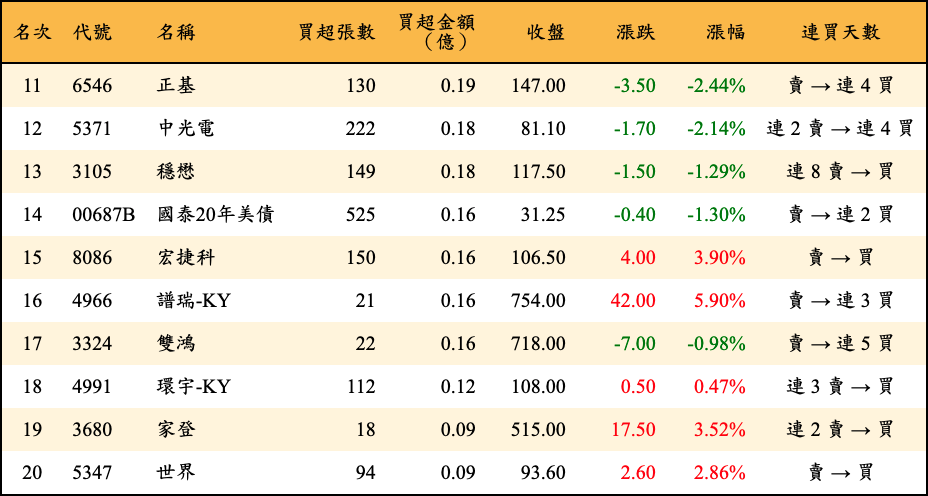 名次 代號 名稱 買超張數 買超金額（億） 收盤 漲跌 漲幅 連買天數
11 6546 正基 130 0.19 147.00 -3.50 -2.44% 賣 → 連 4 買
12 5371 中光電 222 0.18 81.10 -1.70 -2.14% 連 2 賣 → 連 4 買
13 3105 穩懋 149 0.18 117.50 -1.50 -1.29% 連 8 賣 → 買
14 00687B 國泰20年美債 525 0.16 31.25 -0.40 -1.30% 賣 → 連 2 買
15 8086 宏捷科 150 0.16 106.50 4.00 3.90% 賣 → 買
16 4966 譜瑞-KY 21 0.16 754.00 42.00 5.90% 賣 → 連 3 買
17 3324 雙鴻 22 0.16 718.00 -7.00 -0.98% 賣 → 連 5 買
18 4991 環宇-KY 112 0.12 108.00 0.50 0.47% 連 3 賣 → 買
19 3680 家登 18 0.09 515.00 17.50 3.52% 連 2 賣 → 買
20 5347 世界 94 0.09 93.60 2.60 2.86% 賣 → 買